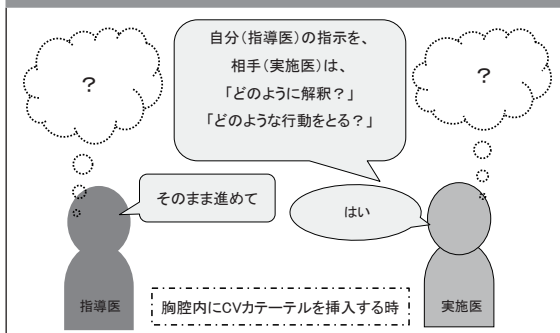 ？
自分（指導医）の指示を、
相手（実施医）は、
「どのように解釈？」
「どのような行動をとる？」
？
そのまま進めて
はい
指導医
胸腔内にCVカテーテルを挿入する時
実施医